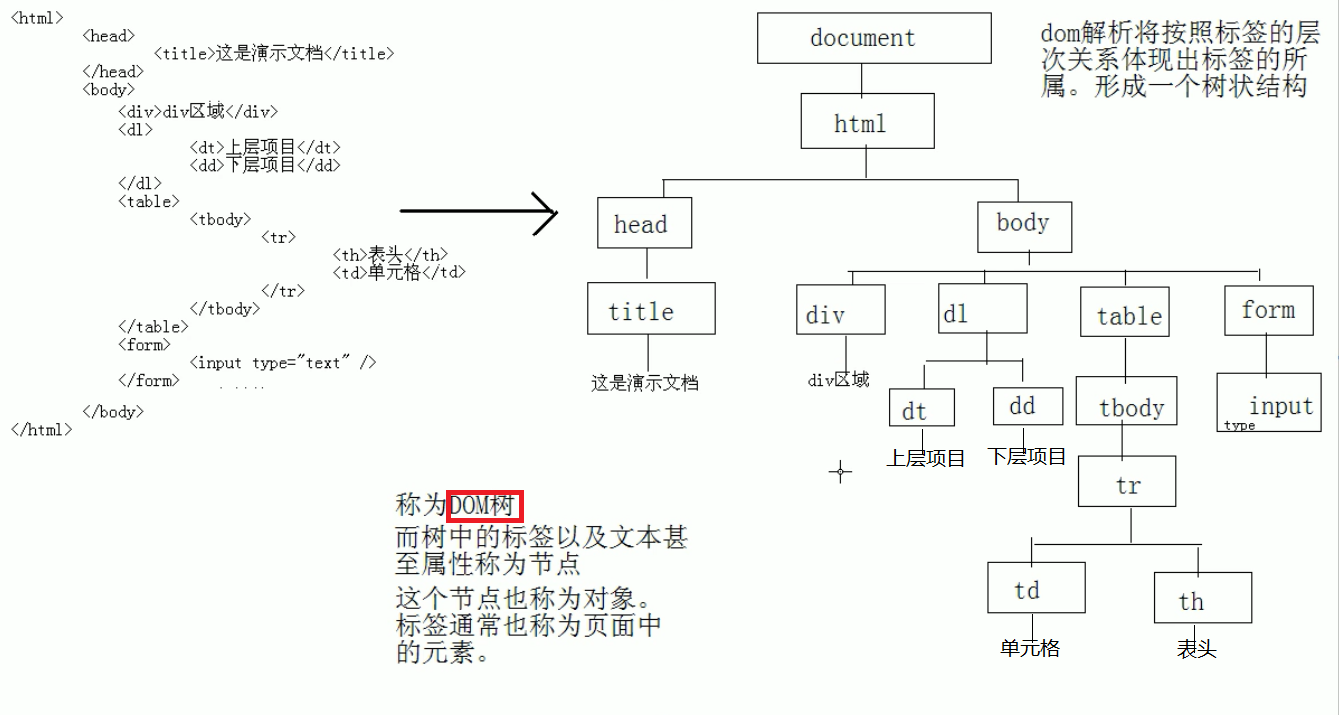 <html>
<head>
<title>这是演示文档</title>
</head>
<body>
<div>div区域</div>
<dl>
<dt>上层项目</dt>
<dd>下层项目</dd>
</dl>
<table>
<tbody>
<tr>
<th>表头</th>
<td>单元格</td>
</tr>
</tbody>
</table>
<form>
<input type="text" />
</form>
</body>
</html>
document
html
head
body
title
div
dl
table
form
这是演示文档
div区域
dt
dd
tbody
input
type
上层项目
下层项目
tr
td
th
单元格
表头
dom解析将按照标签的层
次关系体现出标签的所
属。形成一个树状结构
称为DOM树
而树中的标签以及文本甚
至属性称为节点
这个节点也称为对象。
标签通常也称为页面中
的元素。